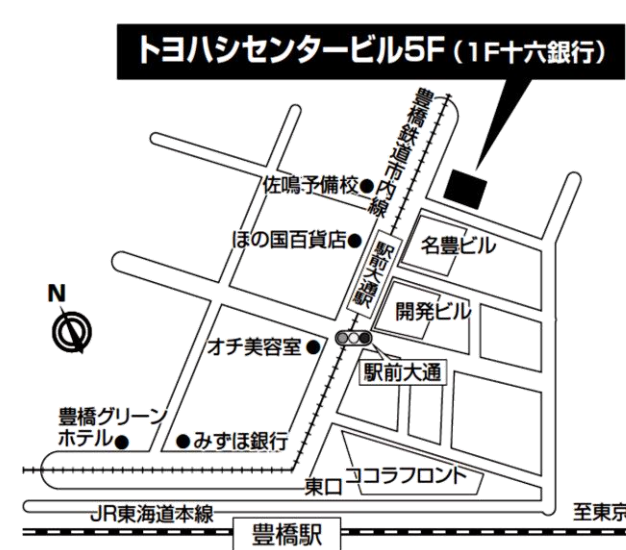 トヨハシセンタービル5F（1F十六銀行）
豊橋鉄道市内線
佐鳴予備校
ほの国百貨店
名豊ビル
駅前大通駅
開発ビル
N
オチ美容室
駅前大通
豊橋グリーン
ホテル
みずほ銀行
東口
ココラフロント
JR東海道本線
至東京
豊橋駅